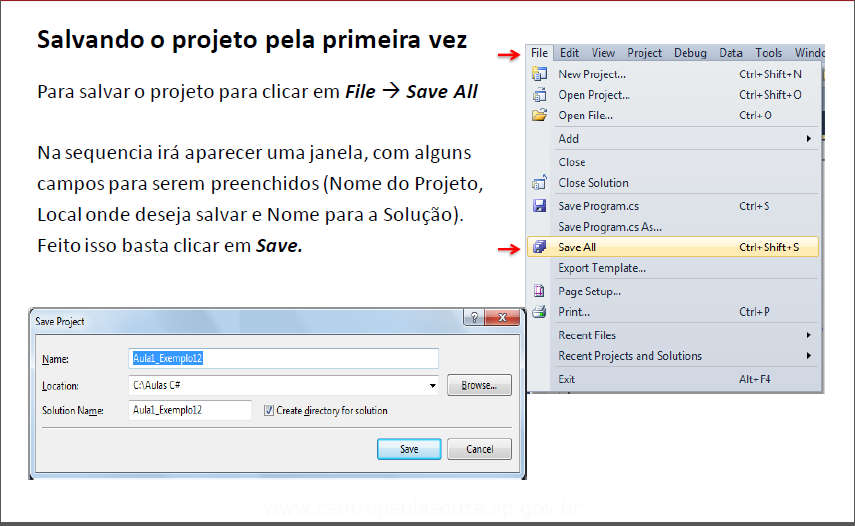 Salvando o projeto pela primeira vez
Para salvar o projeto para clicar em File → Save All
Na sequencia irá aparecer uma janela, com alguns
campos para serem preenchidos (Nome do Projeto,
Local onde deseja salvar e Nome para a Solução).
Feito isso basta clicar em Save.
File Edit View Project Debug Data Tools Windo
New Project... Ctrl+Shift+N
Open Project... Ctrl+Shift+O
Open File... Ctrl+O
Add
Close
Close Solution
Save Program.cs Ctrl+S
Save Program.cs As...
Save All Ctrl+Shift+S
Export Template...
Page Setup...
Print... Ctrl+P
Recent Files
Recent Projects and Solutions
Exit Alt+F4
Save Project
Name: Aula1_Exemplo12
Location: C:\Aulas C# Browse...
Solution Name: Aula1_Exemplo12 Create directory for solution
Save Cancel
www.centropaulasouza.sp.gov.br